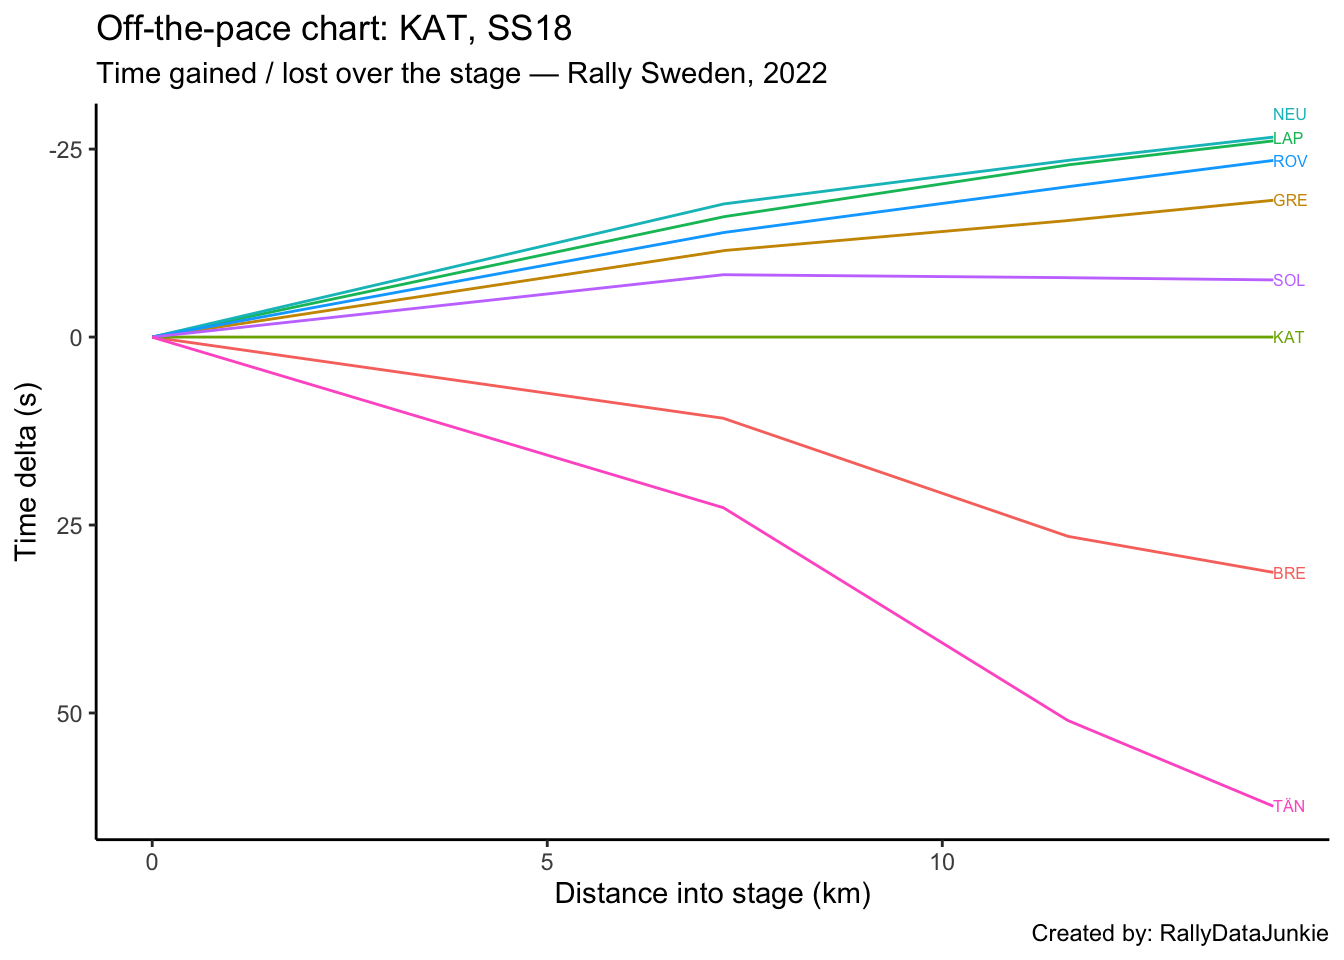 Off-the-pace chart: KAT, SS18
Time gained / lost over the stage — Rally Sweden, 2022
NEU
-25
LAP
ROV
GRE
SOL
0
KAT
Time delta (s)
25
BRE
50
TÄN
0 5 10
Distance into stage (km)
Created by: RallyDataJunkie